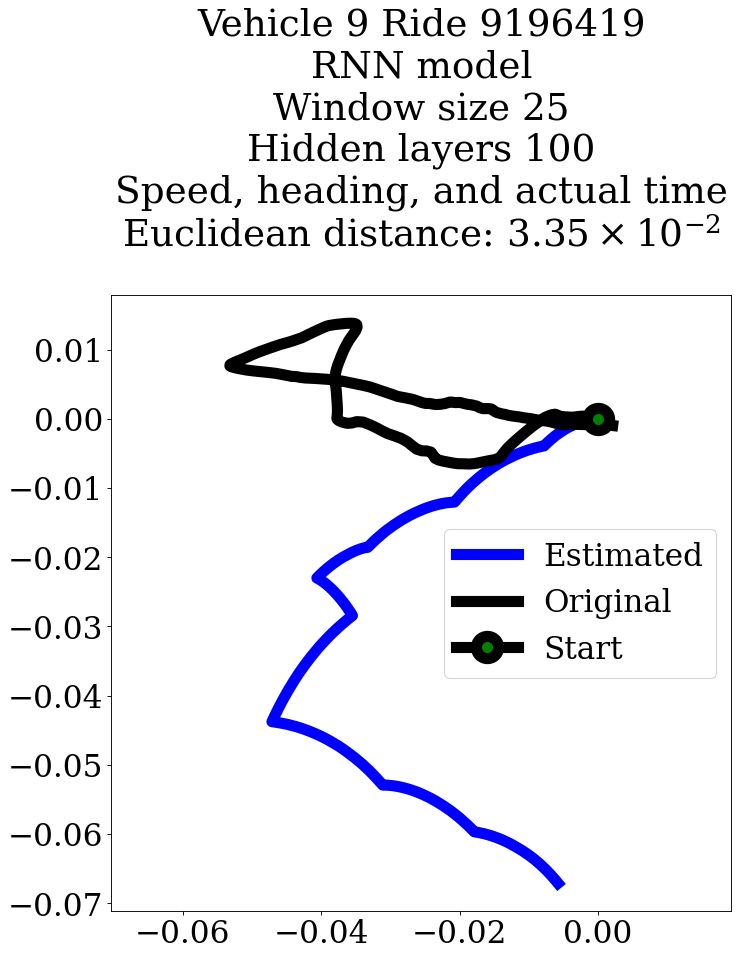 Vehicle 9 Ride 9196419
RNN model
Window size 25
Hidden layers 100
Speed, heading, and actual time
Euclidean distance: 3.35 × 10⁻²
0.01
0.00
−0.01
−0.02
−0.03
−0.04
−0.05
−0.06
−0.07
Estimated
Original
Start
−0.06
−0.04
−0.02
0.00